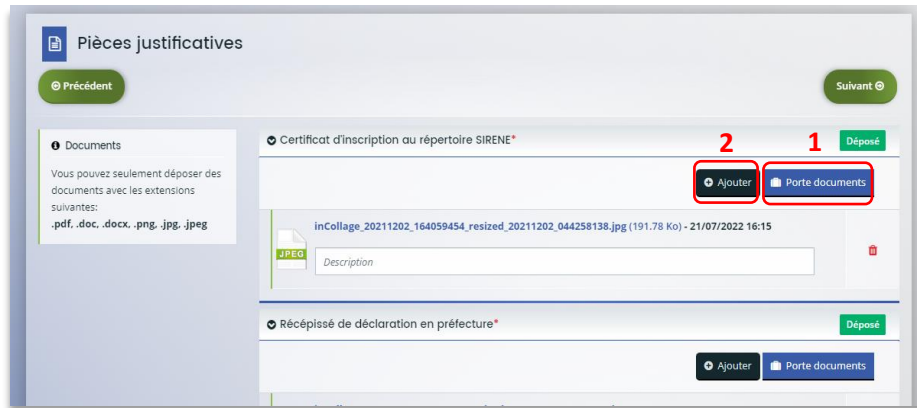 Pièces justificatives
Précédent
Suivant
Documents
Vous pouvez seulement déposer des
documents avec les extensions
suivantes:
.pdf, .doc, .docx, .png, .jpg, .jpeg
Certificat d'inscription au répertoire SIRENE*
2
1
Déposé
Ajouter
Porte documents
inCollage_20211202_164059454_resized_20211202_044258138.jpg (191.78 Ko) - 21/07/2022 16:15
JPEG
Description
Récépissé de déclaration en préfecture*
Déposé
Ajouter
Porte documents